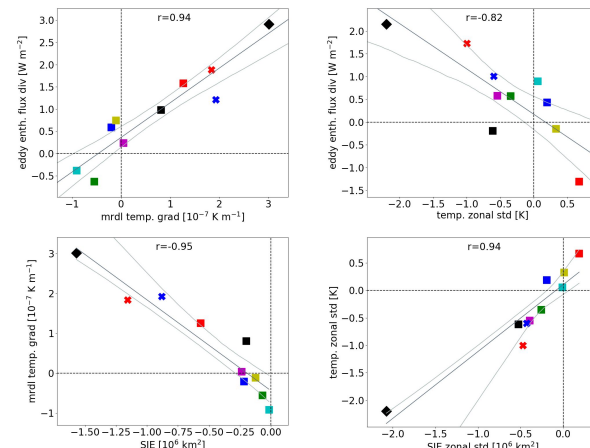 r=0.94
3.0
2.5
2.0
1.5
1.0
0.5
0.0
−0.5
eddy enth. flux div [W m⁻²]
−1 0 1 2 3
mrdl temp. grad [10⁻⁷ K m⁻¹]
r=-0.82
1.5
1.0
0.5
0.0
−0.5
−1.0
−1.5
eddy enth. flux div [W m⁻²]
−2.0 −1.5 −1.0 −0.5 0.0 0.5
temp. zonal std [K]
r=-0.95
3
2
1
0
−1
mrdl temp. grad [10⁻⁷ K m⁻¹]
−1.50 −1.25 −1.00 −0.75 −0.50 −0.25 0.00
SIE [10⁶ km²]
r=0.94
1.0
0.5
0.0
−0.5
−1.0
−1.5
−2.0
−2.5
temp. zonal std [K]
−2.0 −1.5 −1.0 −0.5 0.0
SIE zonal std [10⁶ km²]